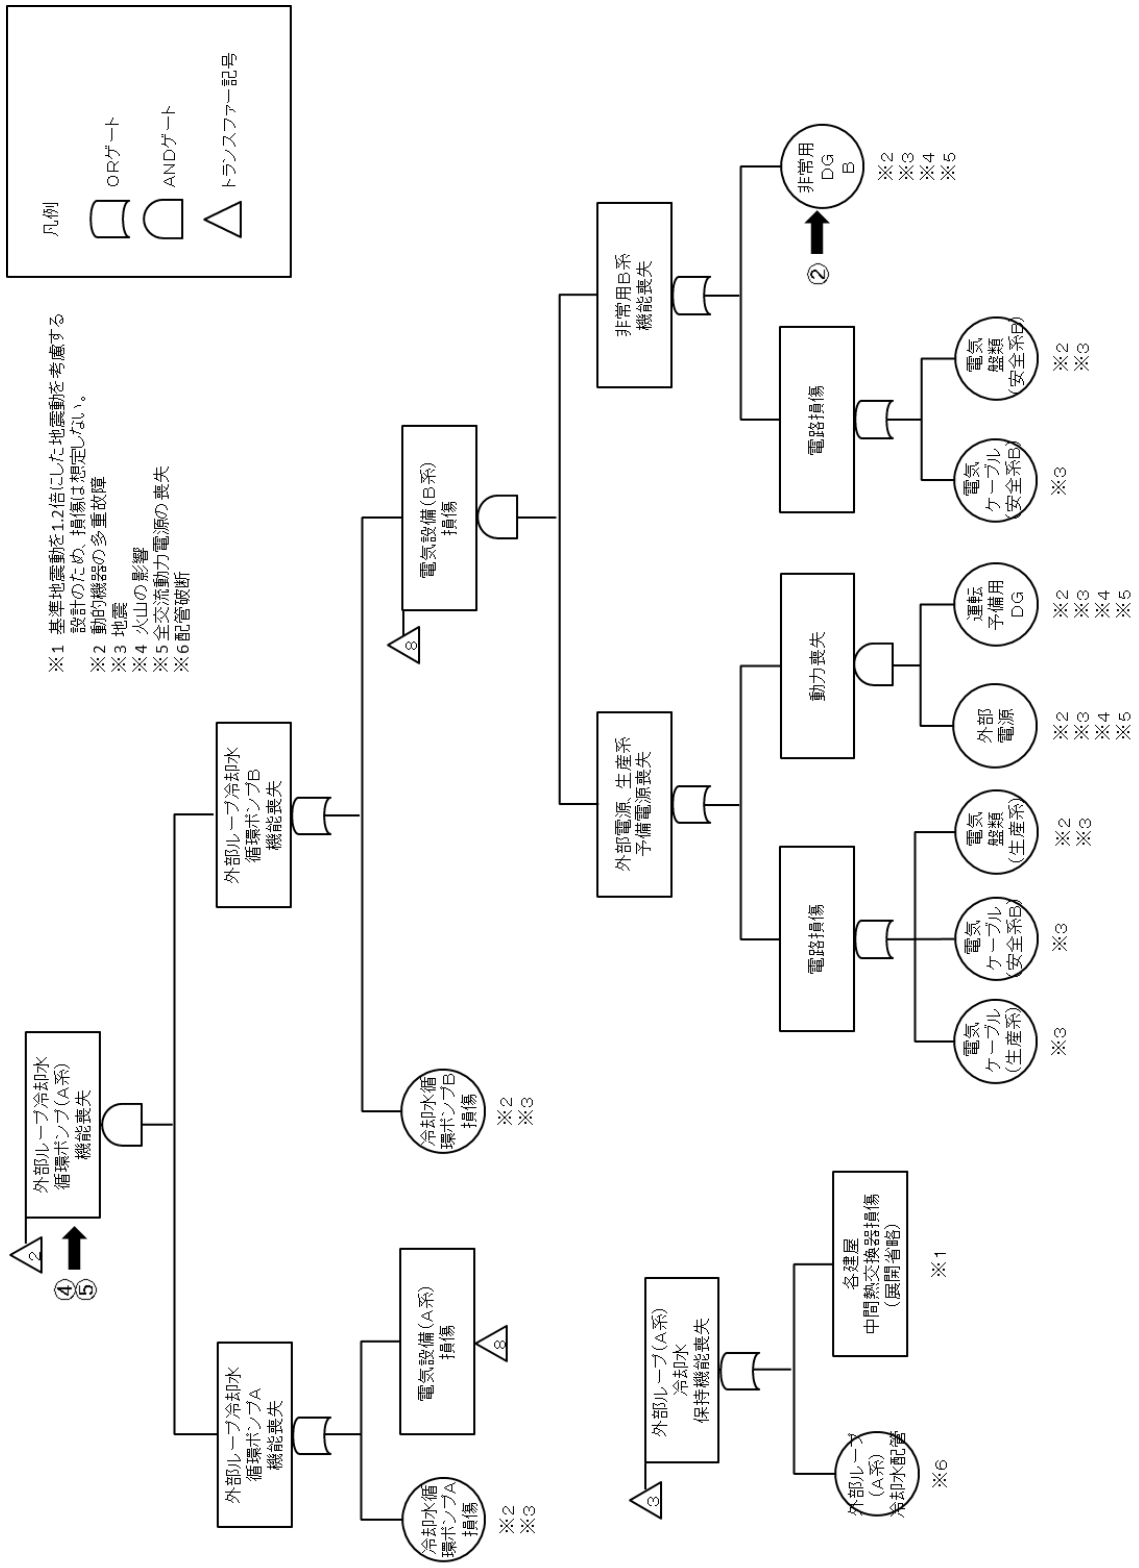 凡例
ORゲート
ANDゲート
トランスファー記号
※1 基準地震動を1.2倍にした地震動を考慮する
設計のため、損傷は想定しない。
※2 動的機器の多重故障
※3 地震
※4 火山の影響
※5 全交流動力電源の喪失
※6 配管破断
2
④
⑤
外部ループ冷却水
循環ポンプ(A系)
機能喪失
外部ループ冷却水
循環ポンプA
機能喪失
外部ループ冷却水
循環ポンプB
機能喪失
冷却水循
環ポンプA
損傷
※2
※3
電気設備(A系)
損傷
8
冷却水循
環ポンプB
損傷
※2
※3
8
電気設備(B系)
損傷
外部電源、生産系
予備電源喪失
非常用B系
機能喪失
電路損傷
動力喪失
電路損傷
②
非常用
DG
B
※2
※3
※4
※5
電気
ケーブル
(生産系)
※3
電気
ケーブル
(安全系B)
※3
電気
盤類
(生産系)
※2
※3
外部
電源
※2
※3
※4
※5
運転
予備用
DG
※2
※3
※4
※5
電気
ケーブル
(安全系B)
※3
電気
盤類
(安全系B)
※2
※3
3
外部ループ(A系)
冷却水
保持機能喪失
外部ループ
(A系)
冷却水配管
※6
各建屋
中間熱交換器損傷
(展開省略)
※1